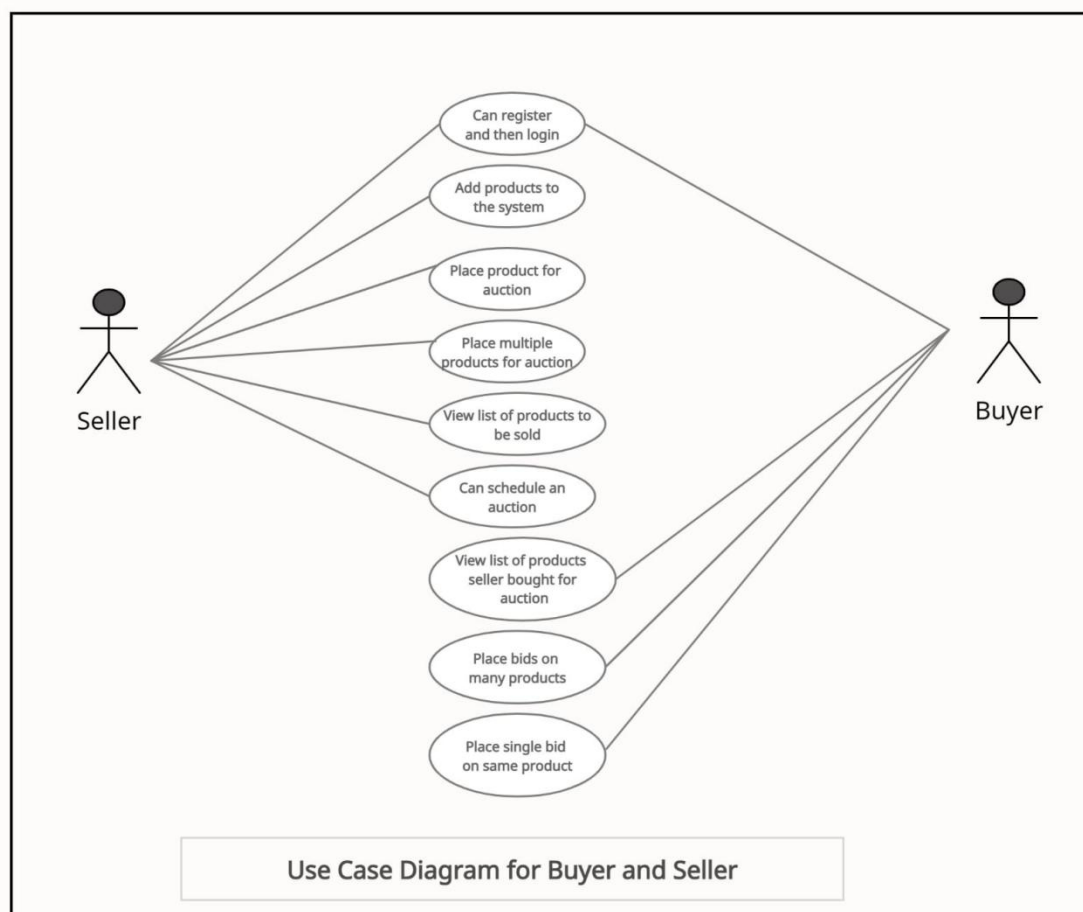 Can register
and then login
Add products to
the system
Place product for
auction
Place multiple
products for auction
View list of products to
be sold
Can schedule an
auction
View list of products
seller bought for
auction
Place bids on
many products
Place single bid
on same product
Seller
Buyer
Use Case Diagram for Buyer and Seller